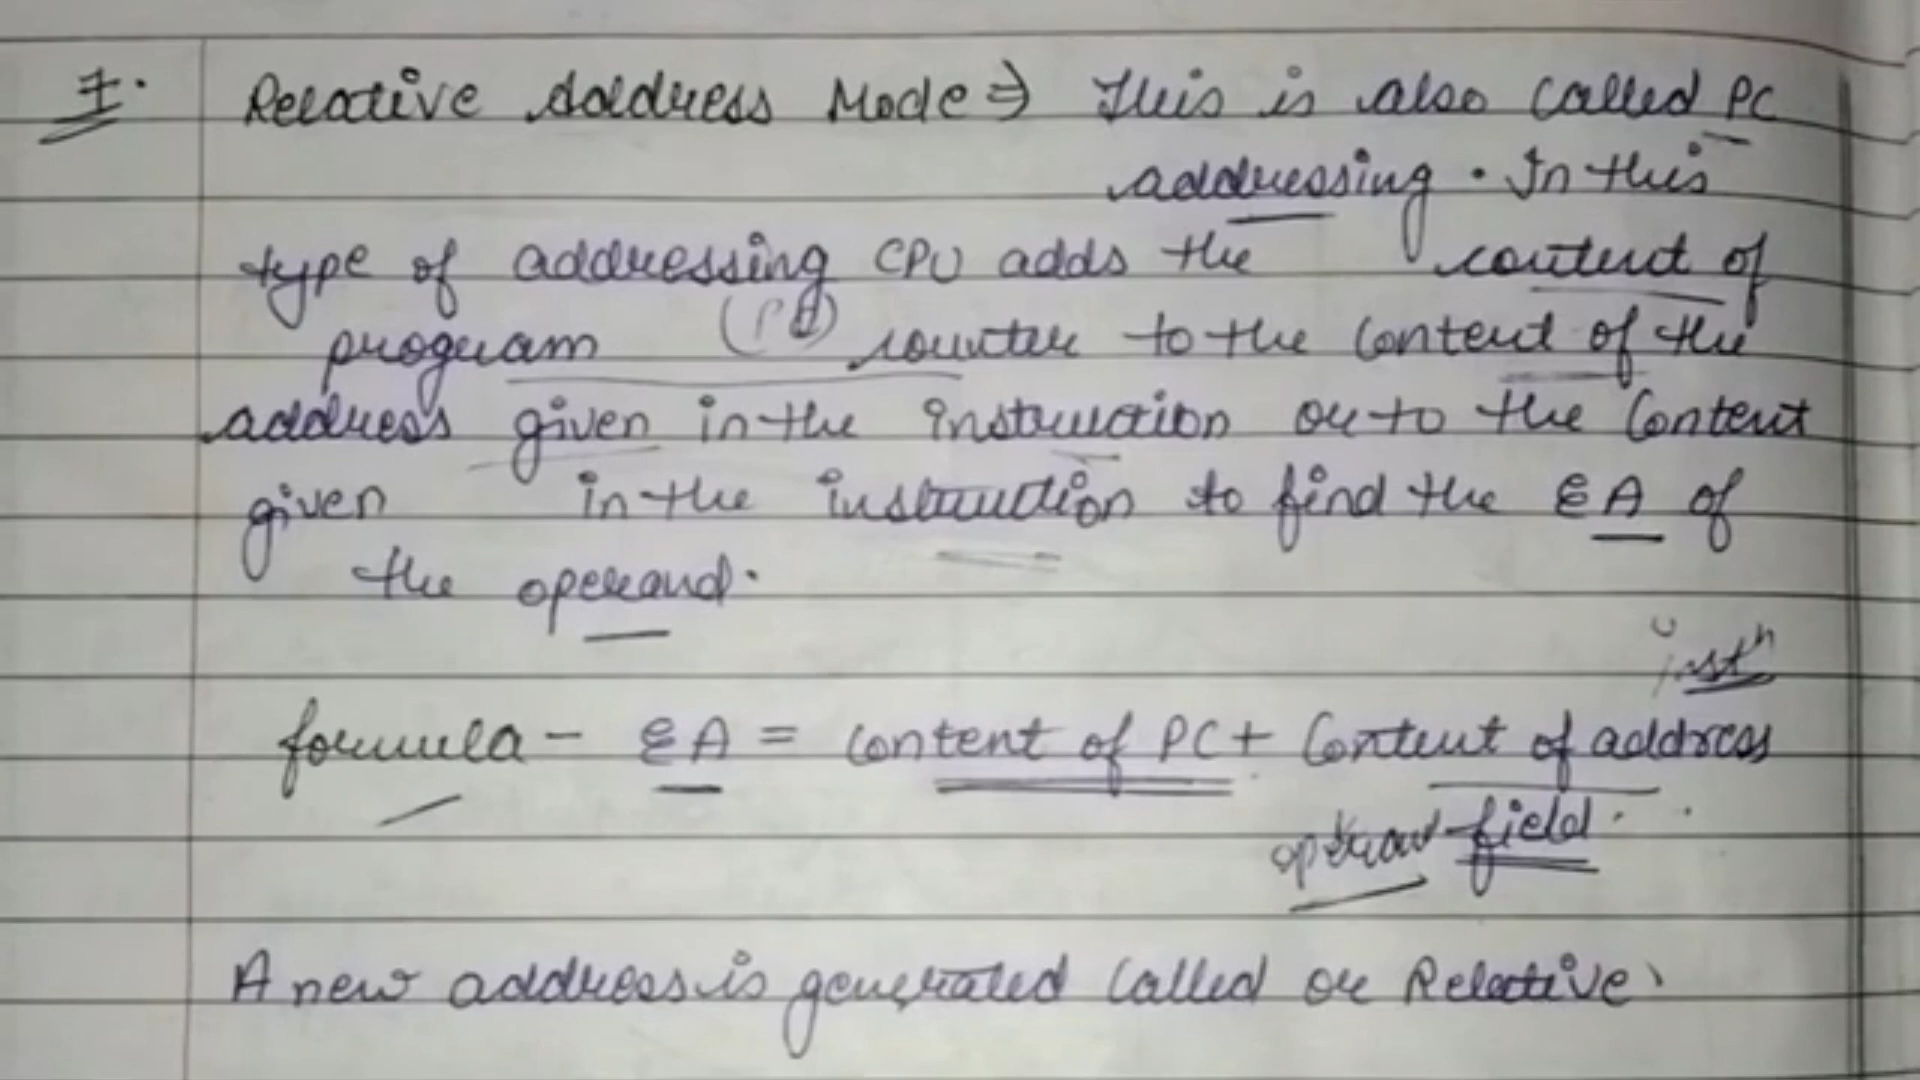 7. Relative Address Mode ⇒ This is also called PC
addressing. In this
type of addressing CPU adds the content of
program counter to the content of the
address given in the instruction or to the content
given in the instruction to find the EA of
the operand.
instn
formula - EA = content of PC + Content of address
field.
A new address is generated called or Relative